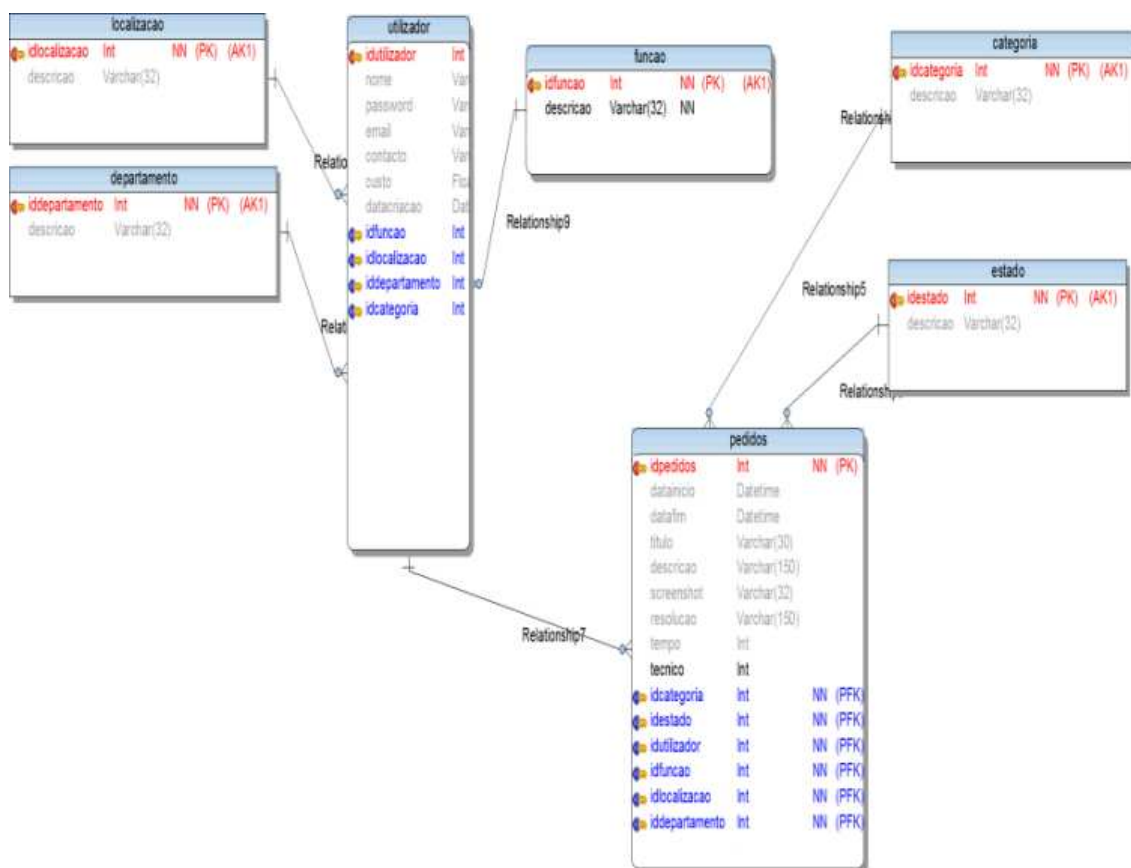 localizacao
idlocalizacao Int NN (PK) (AK1)
descricao Varchar(32)
departamento
iddepartamento Int NN (PK) (AK1)
descricao Varchar(32)
utilizador
idutilizador Int
nome Var
password Var
email Var
contacto Var
custo Floa
datacriacao Dat
idfuncao Int
idlocalizacao Int
iddepartamento Int
idcategoria Int
funcao
idfuncao Int NN (PK) (AK1)
descricao Varchar(32) NN
categoria
idcategoria Int NN (PK) (AK1)
descricao Varchar(32)
estado
idestado Int NN (PK) (AK1)
descricao Varchar(32)
Relationship9
Relationship5
Relationship7
pedidos
idpedidos Int NN (PK)
datainicio Datetime
datafim Datetime
titulo Varchar(30)
descricao Varchar(150)
screenshot Varchar(32)
resolucao Varchar(150)
tempo Int
tecnico Int
idcategoria Int NN (PFK)
idestado Int NN (PFK)
idutilizador Int NN (PFK)
idfuncao Int NN (PFK)
idlocalizacao Int NN (PFK)
iddepartamento Int NN (PFK)